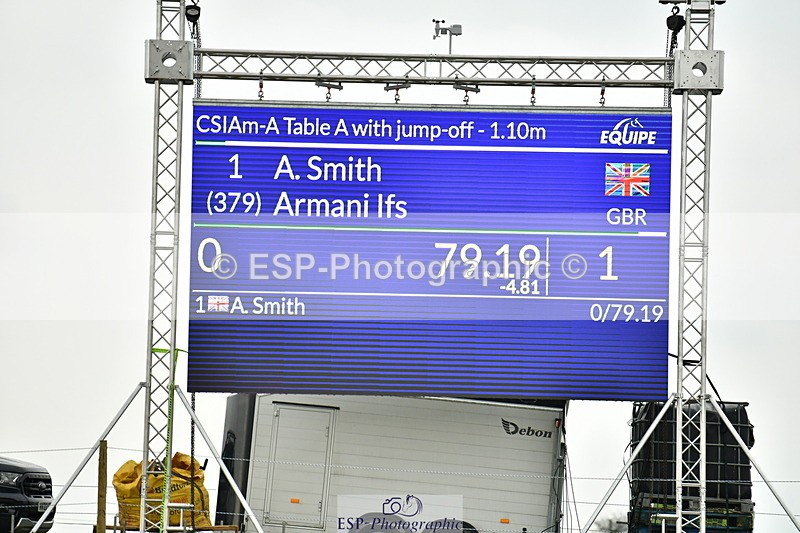 CSIAm-A Table A with jump-off - 1.10m
EQUIPE
1 A. Smith
(379) Armani Ifs
GBR
0 79.19 1
-4.81
© ESP-Photographic ©
1 A. Smith 0/79.19
Debon
ESP-Photographic